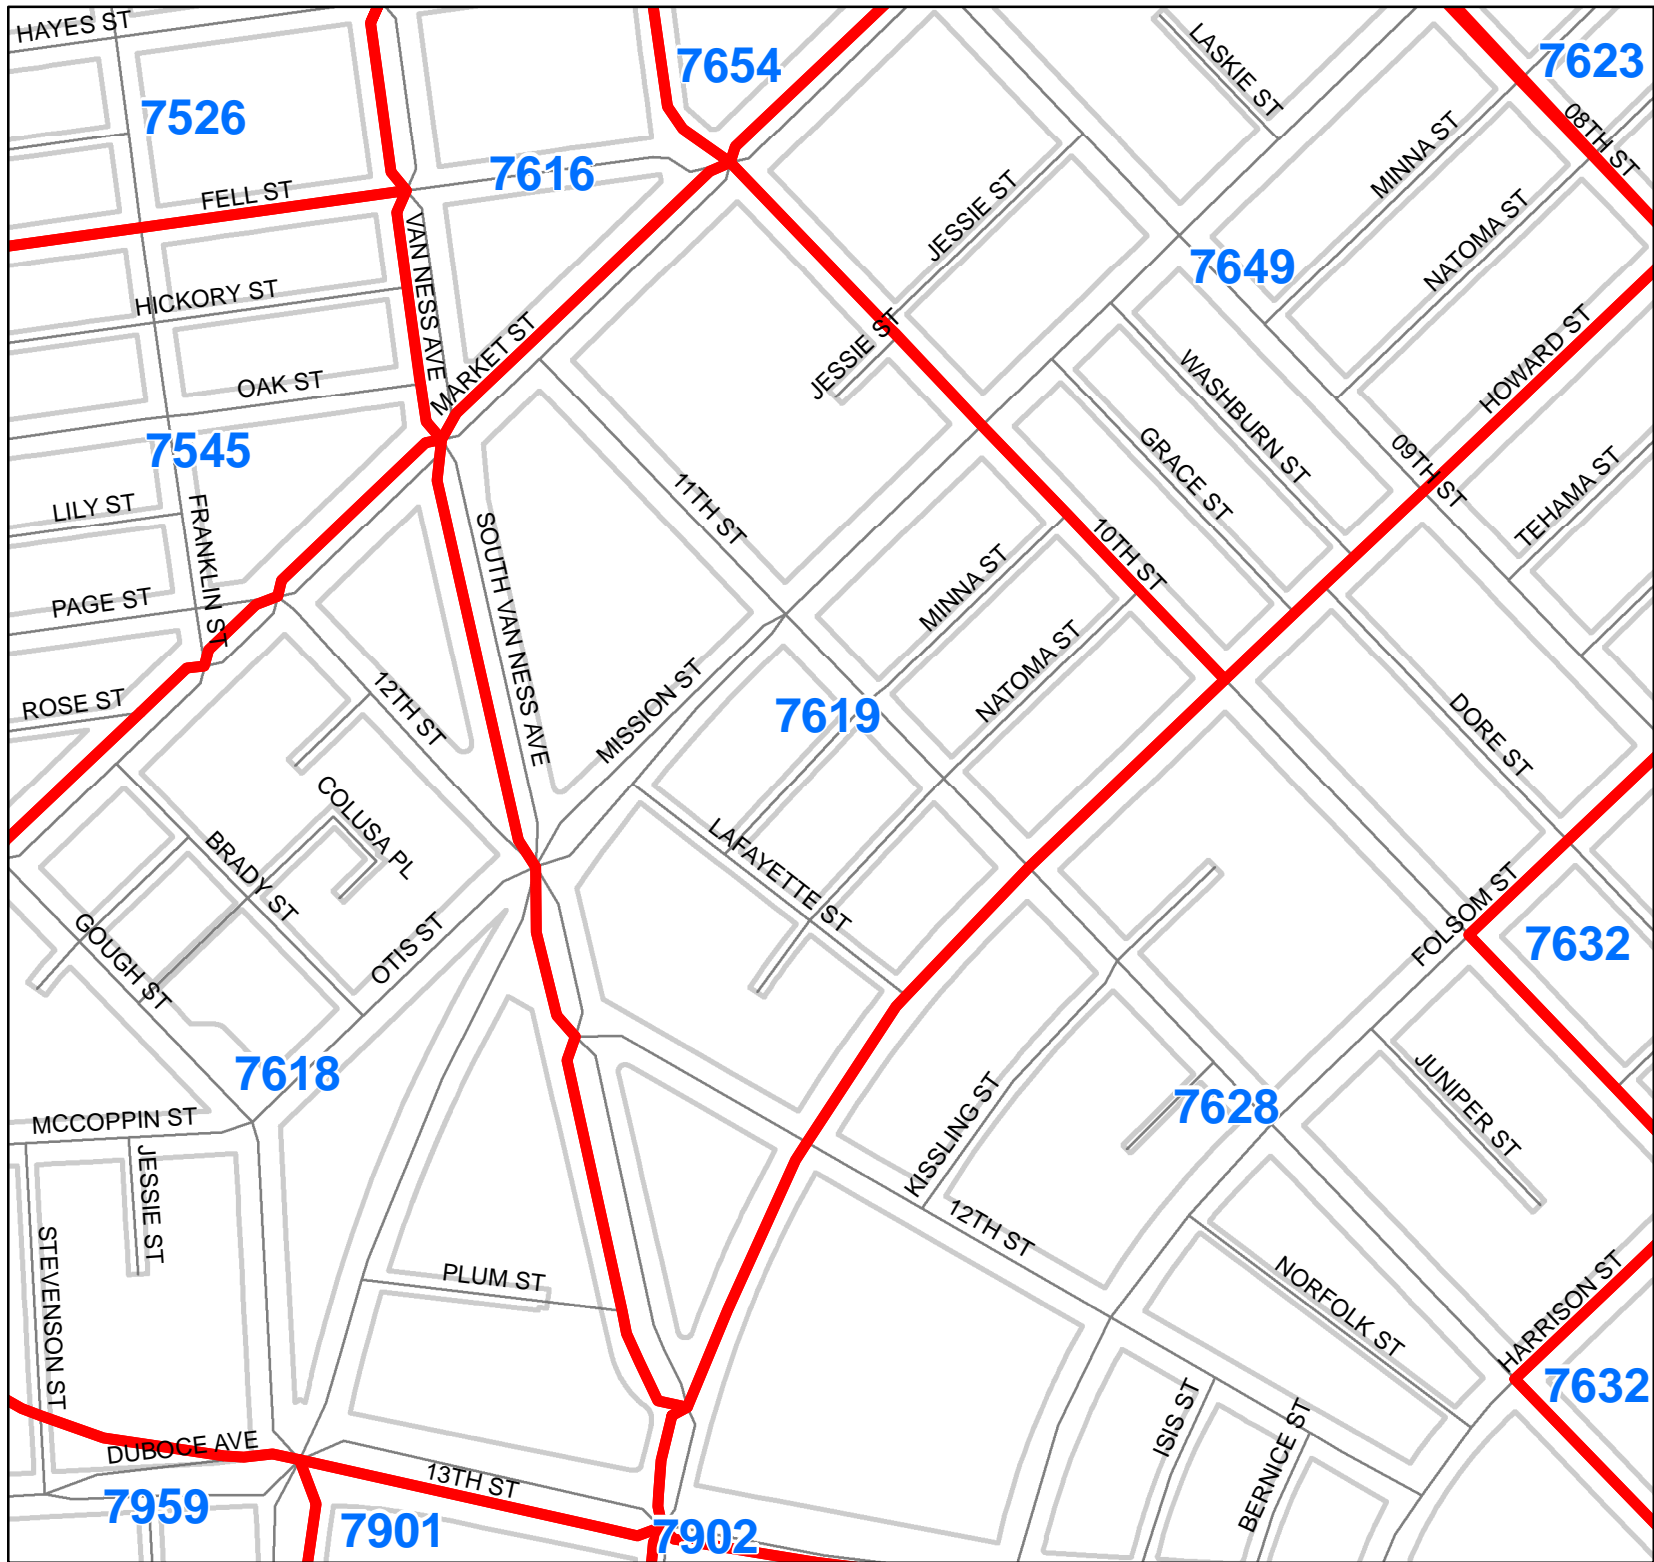 HAYES ST
7526
7654
LASKIE ST
7623
08TH ST
MINNA ST
7616
FELL ST
NATOMA ST
JESSIE ST
VAN NESS AVE
7649
HICKORY ST
MARKET ST
JESSIE ST
HOWARD ST
WASHBURN ST
OAK ST
7545
GRACE ST
09TH ST
TEHAMA ST
LILY ST
FRANKLIN ST
11TH ST
10TH ST
SOUTH VAN NESS AVE
MINNA ST
PAGE ST
NATOMA ST
12TH ST
MISSION ST
7619
ROSE ST
DORE ST
COLUSA PL
BRADY ST
LAFAYETTE ST
FOLSOM ST
OTIS ST
GOUGH ST
7632
7618
7628
JUNIPER ST
KISSLING ST
MCCOPPIN ST
JESSIE ST
12TH ST
STEVENSON ST
PLUM ST
NORFOLK ST
HARRISON ST
7632
ISIS ST
BERNICE ST
DUBOCE AVE
13TH ST
7959
7901
7902